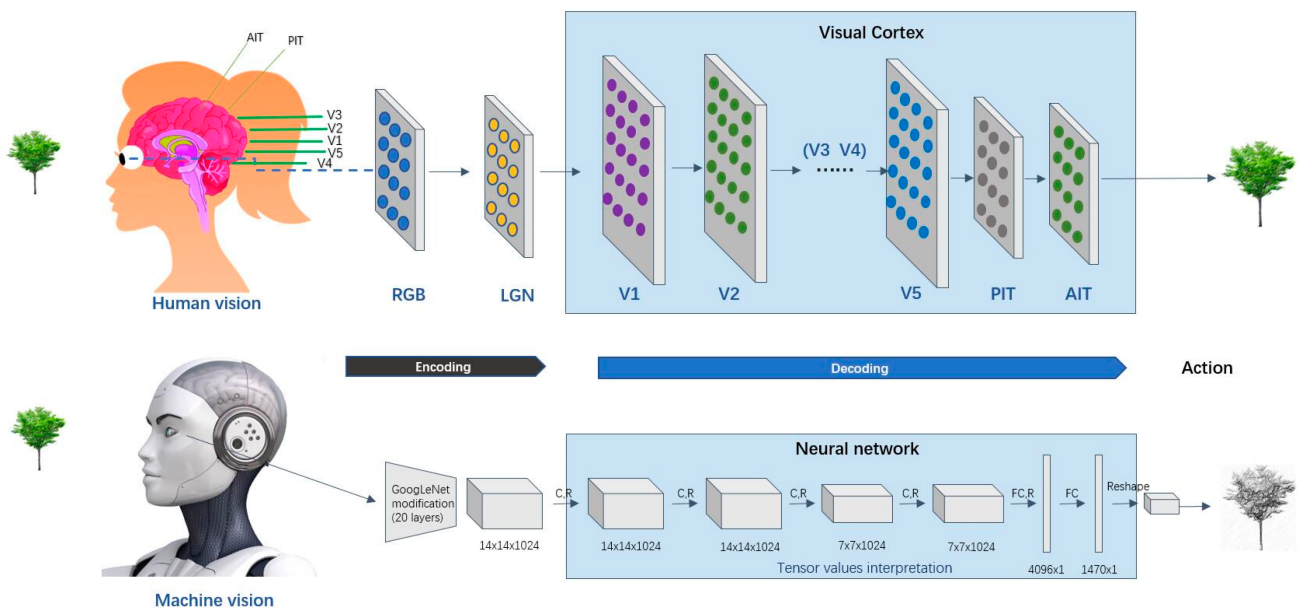 AIT
PIT
V3
V2
V1
V5
V4
Human vision
RGB
LGN
Visual Cortex
(V3 V4)
......
V1
V2
V5
PIT
AIT
Encoding
Decoding
Action
Machine vision
GoogLeNet
modification
(20 layers)
14x14x1024
C,R
Neural network
14x14x1024
C,R
14x14x1024
C,R
7x7x1024
C,R
7x7x1024
FC,R
4096x1
FC
1470x1
Reshape
Tensor values interpretation